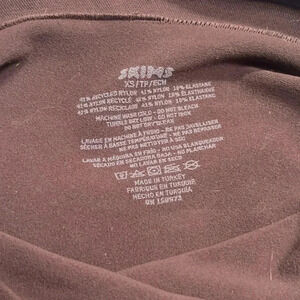 SKIMS
XS/TP/ECH
41% RECYCLED NYLON 41% NYLON 18% ELASTANE
41% NYLON RECYCLÉ 41% NYLON 18% ÉLASTHANNE
41% NYLON 18% ELASTANO
MACHINE WASH COLD - DO NOT BLEACH
TUMBLE DRY LOW - DO NOT IRON
DO NOT DRY CLEAN
LAVAGE EN MACHINE À FROID - NE PAS JAVELLISER
SÉCHER À BASSE TEMPÉRATURE - NE PAS REPASSER
NE PAS NETTOYER À SEC
LAVAR A MÁQUINA EN FRÍO - NO USAR BLANQUEADOR
SECADO EN SECADORA BAJA - NO PLANCHAR
NO LAVAR EN SECO
MADE IN TURKEY
FABRIQUÉ EN TURQUIE
HECHO EN TURQUÍA
RN 158973